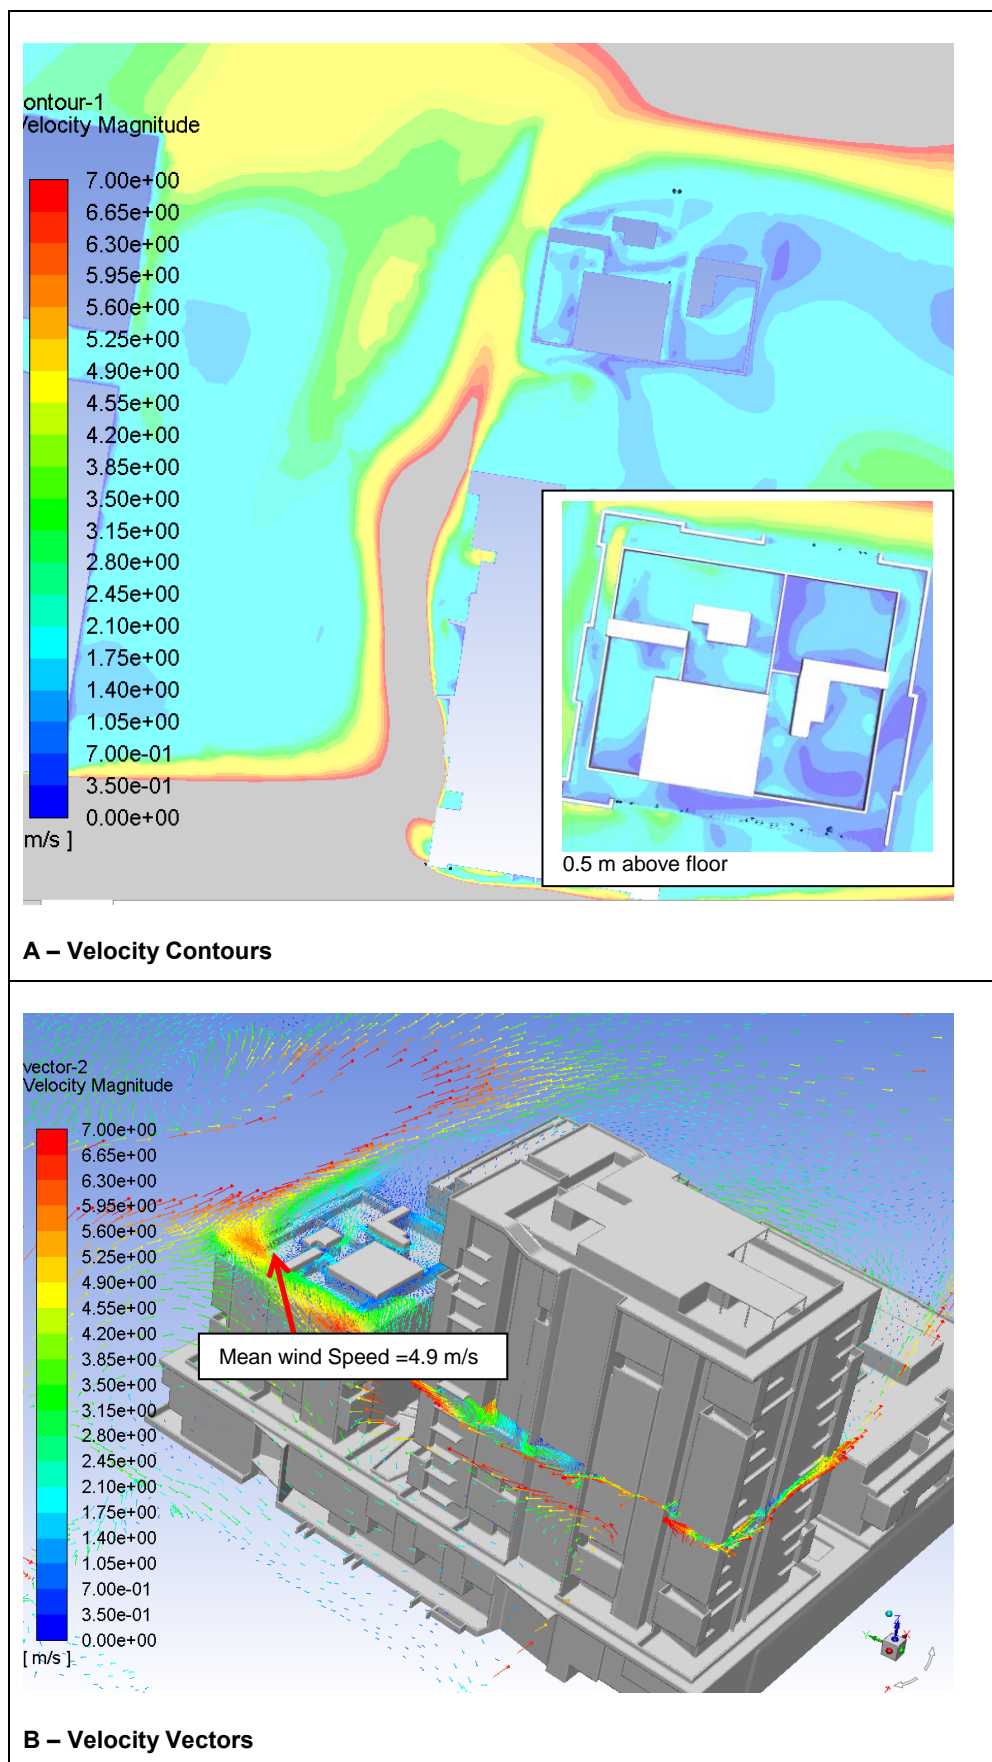 ontour-1
Velocity Magnitude
7.00e+00
6.65e+00
6.30e+00
5.95e+00
5.60e+00
5.25e+00
4.90e+00
4.55e+00
4.20e+00
3.85e+00
3.50e+00
3.15e+00
2.80e+00
2.45e+00
2.10e+00
1.75e+00
1.40e+00
1.05e+00
7.00e-01
3.50e-01
0.00e+00
m/s ]
0.5 m above floor
A – Velocity Contours
vector-2
Velocity Magnitude
7.00e+00
6.65e+00
6.30e+00
5.95e+00
5.60e+00
5.25e+00
4.90e+00
4.55e+00
4.20e+00
3.85e+00
3.50e+00
3.15e+00
2.80e+00
2.45e+00
2.10e+00
1.75e+00
1.40e+00
1.05e+00
7.00e-01
3.50e-01
0.00e+00
[ m/s ]
Mean wind Speed =4.9 m/s
Z
Y
X
B – Velocity Vectors